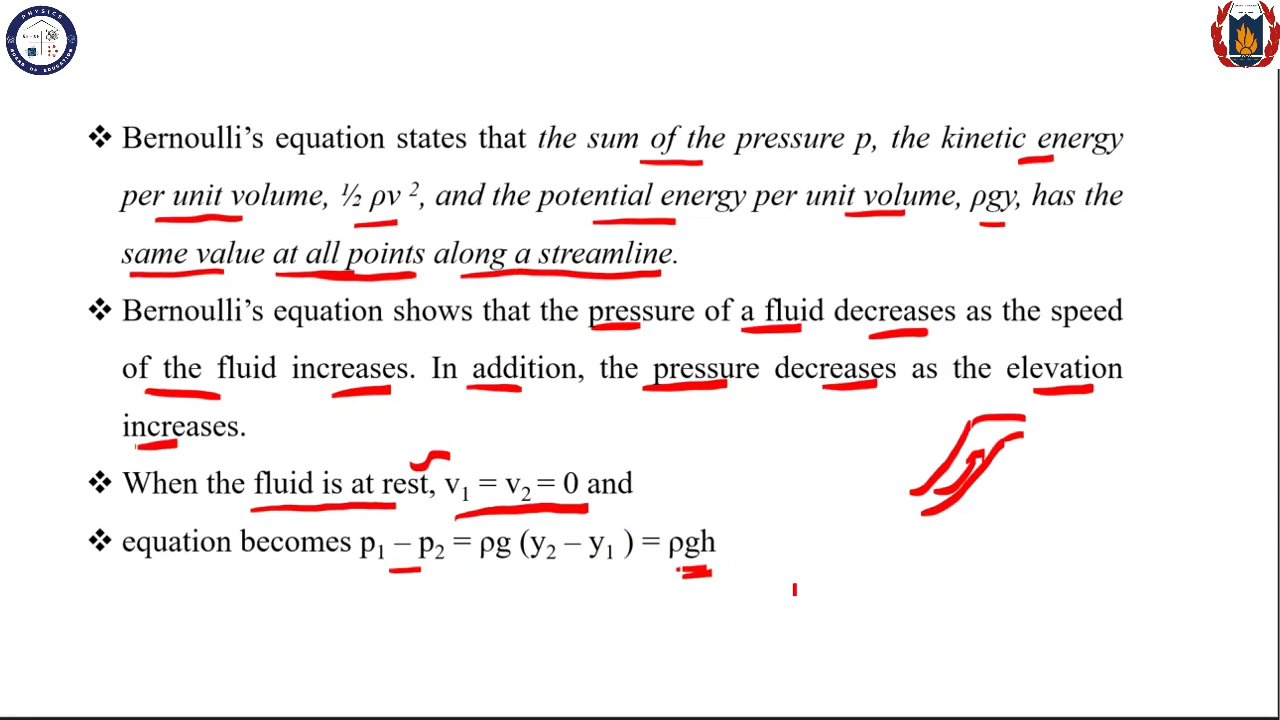 PHYSICS
BOARD OF EDUCATION
❖ Bernoulli’s equation states that the sum of the pressure p, the kinetic energy
per unit volume, ½ ρv ², and the potential energy per unit volume, ρgy, has the
same value at all points along a streamline.
❖ Bernoulli’s equation shows that the pressure of a fluid decreases as the speed
of the fluid increases. In addition, the pressure decreases as the elevation
increases.
❖ When the fluid is at rest, v₁ = v₂ = 0 and
❖ equation becomes p₁ – p₂ = ρg (y₂ – y₁ ) = ρgh